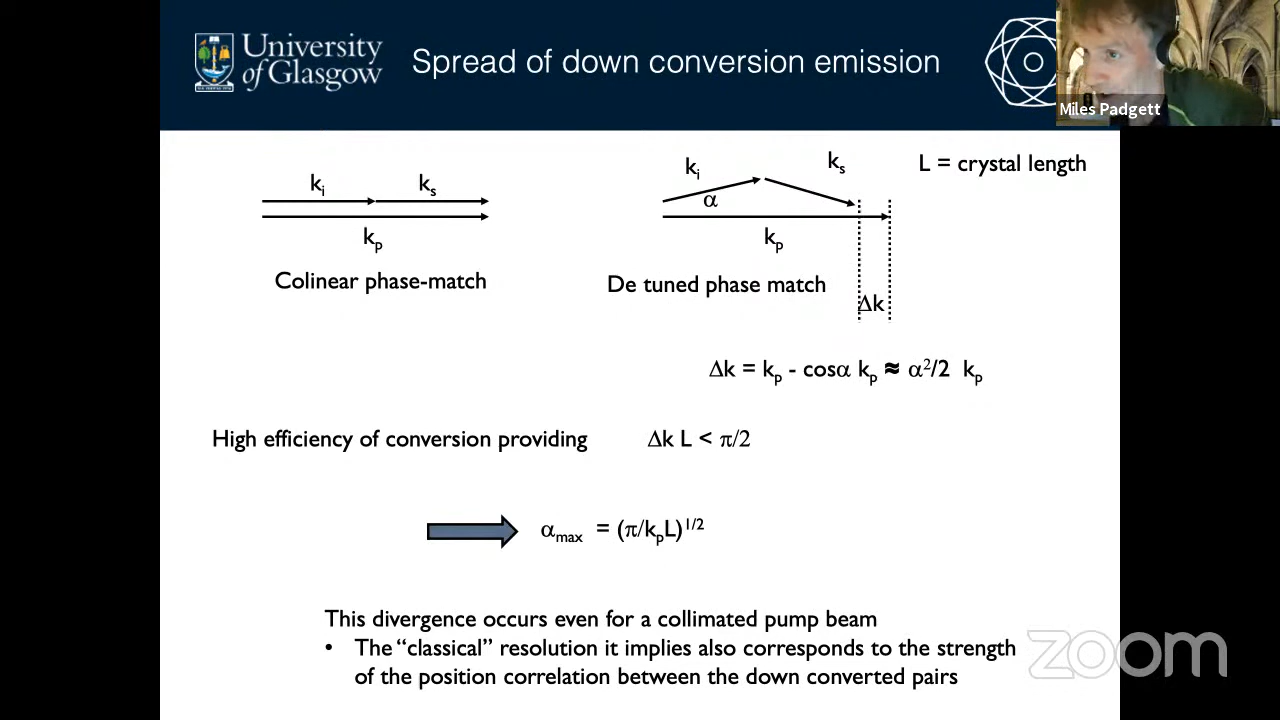 University
of Glasgow
Spread of down conversion emission
Miles Padgett
kᵢ
kₛ
kₚ
Colinear phase-match
kᵢ
kₛ
α
kₚ
L = crystal length
De tuned phase match
Δk
Δk = kₚ - cosα kₚ ≈ α²/2 kₚ
High efficiency of conversion providing Δk L < π/2
αₘₐₓ = (π/kₚL)¹/²
This divergence occurs even for a collimated pump beam
• The “classical” resolution it implies also corresponds to the strength
of the position correlation between the down converted pairs
zoom